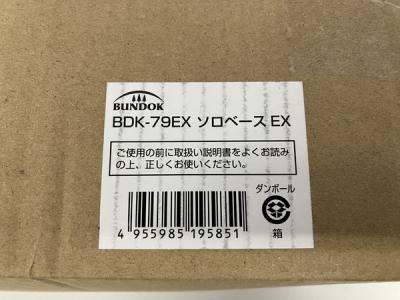 BUNDOK
BDK-79EX ソロベース EX
ご使用の前に取扱い説明書をよくお読み
の上、正しくお使いください。
ダンボール
箱
4 955985 195851